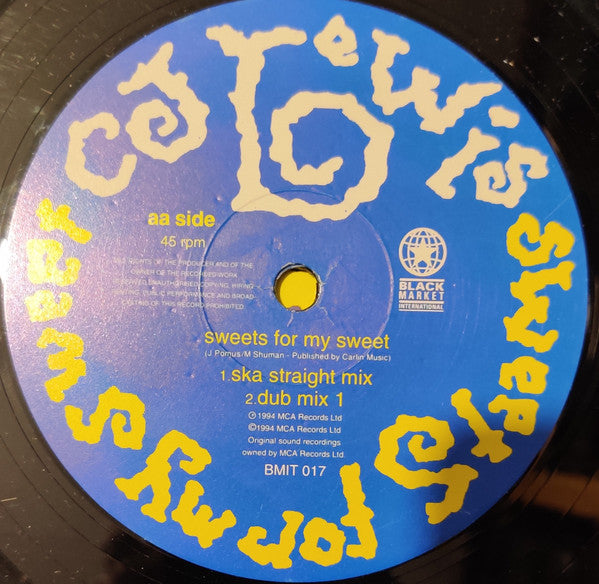 CJ Lewis
sweets for my sweet
aa side
45 rpm
ALL RIGHTS OF THE PRODUCER AND OF THE
OWNER OF THE RECORDED WORK
RESERVED. UNAUTHORISED COPYING, HIRING,
LENDING, PUBLIC PERFORMANCE AND BROAD-
CASTING OF THIS RECORD PROHIBITED
BLACK
MARKET
INTERNATIONAL
sweets for my sweet
(J Pomus/M Shuman - Published by Carlin Music)
1.ska straight mix
2.dub mix 1
℗ 1994 MCA Records Ltd
©1994 MCA Records Ltd
Original sound recordings
owned by MCA Records Ltd.
BMIT 017